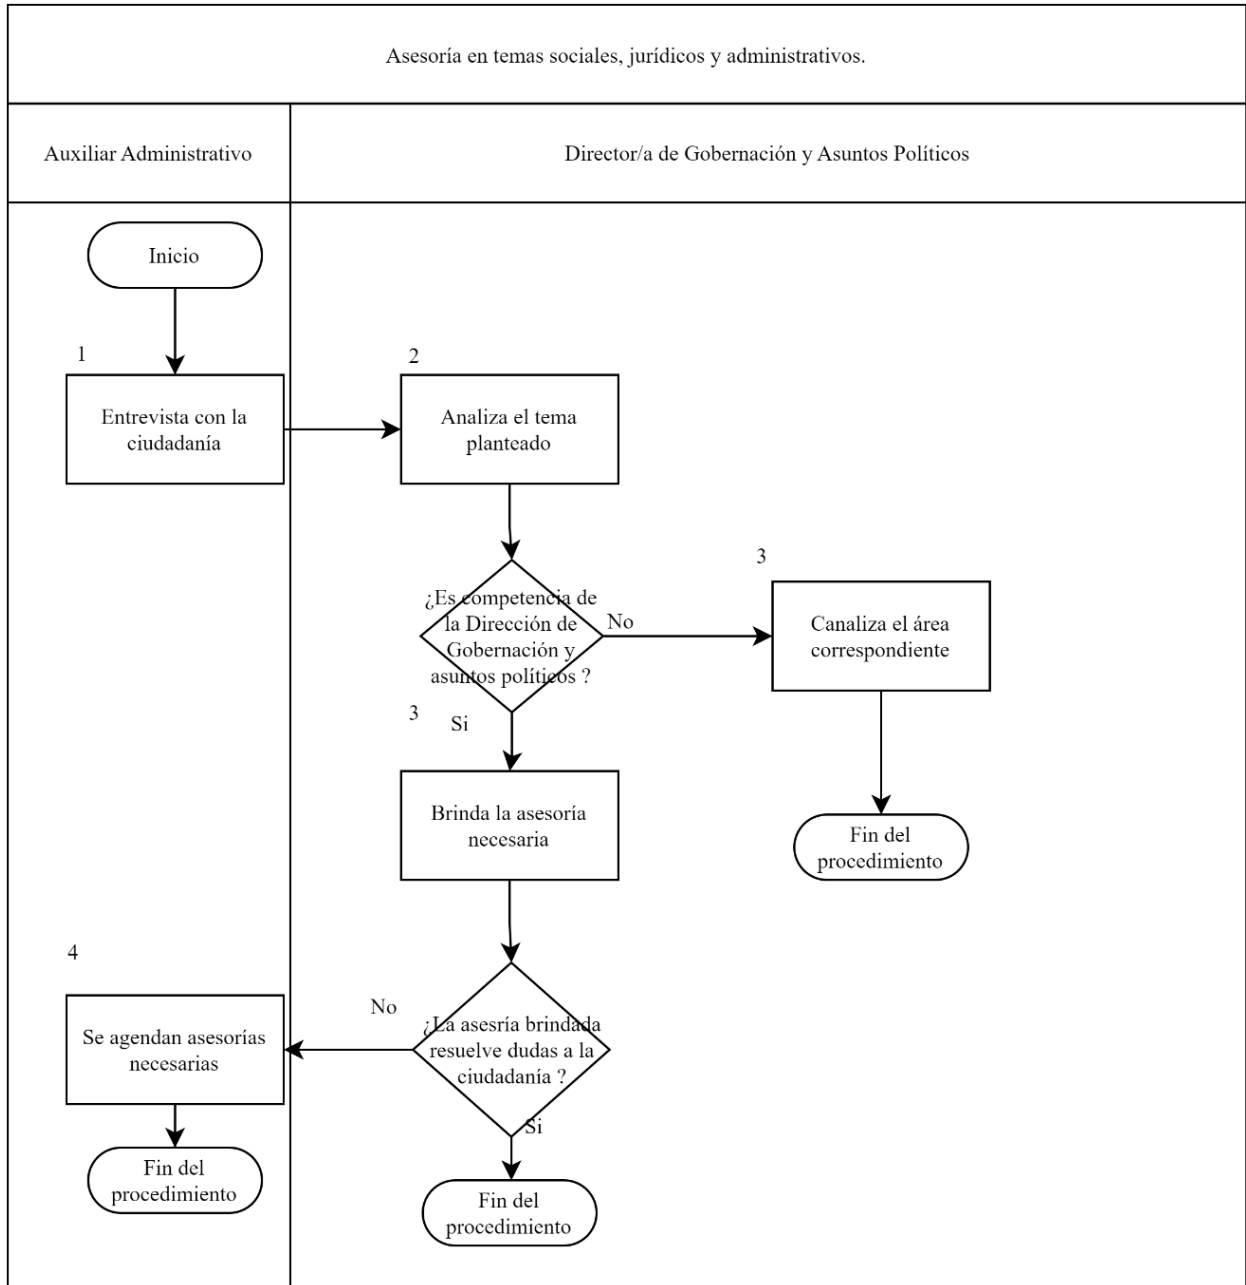 Asesoría en temas sociales, jurídicos y administrativos.
Auxiliar Administrativo
Director/a de Gobernación y Asuntos Políticos
Inicio
1
Entrevista con la
ciudadanía
2
Analiza el tema
planteado
¿Es competencia de
la Dirección de
Gobernación y
asuntos políticos ?
No
3
Canaliza el área
correspondiente
Fin del
procedimiento
3
Si
Brinda la asesoría
necesaria
¿La asesría brindada
resuelve dudas a la
ciudadanía ?
No
4
Se agendan asesorías
necesarias
Fin del
procedimiento
Si
Fin del
procedimiento